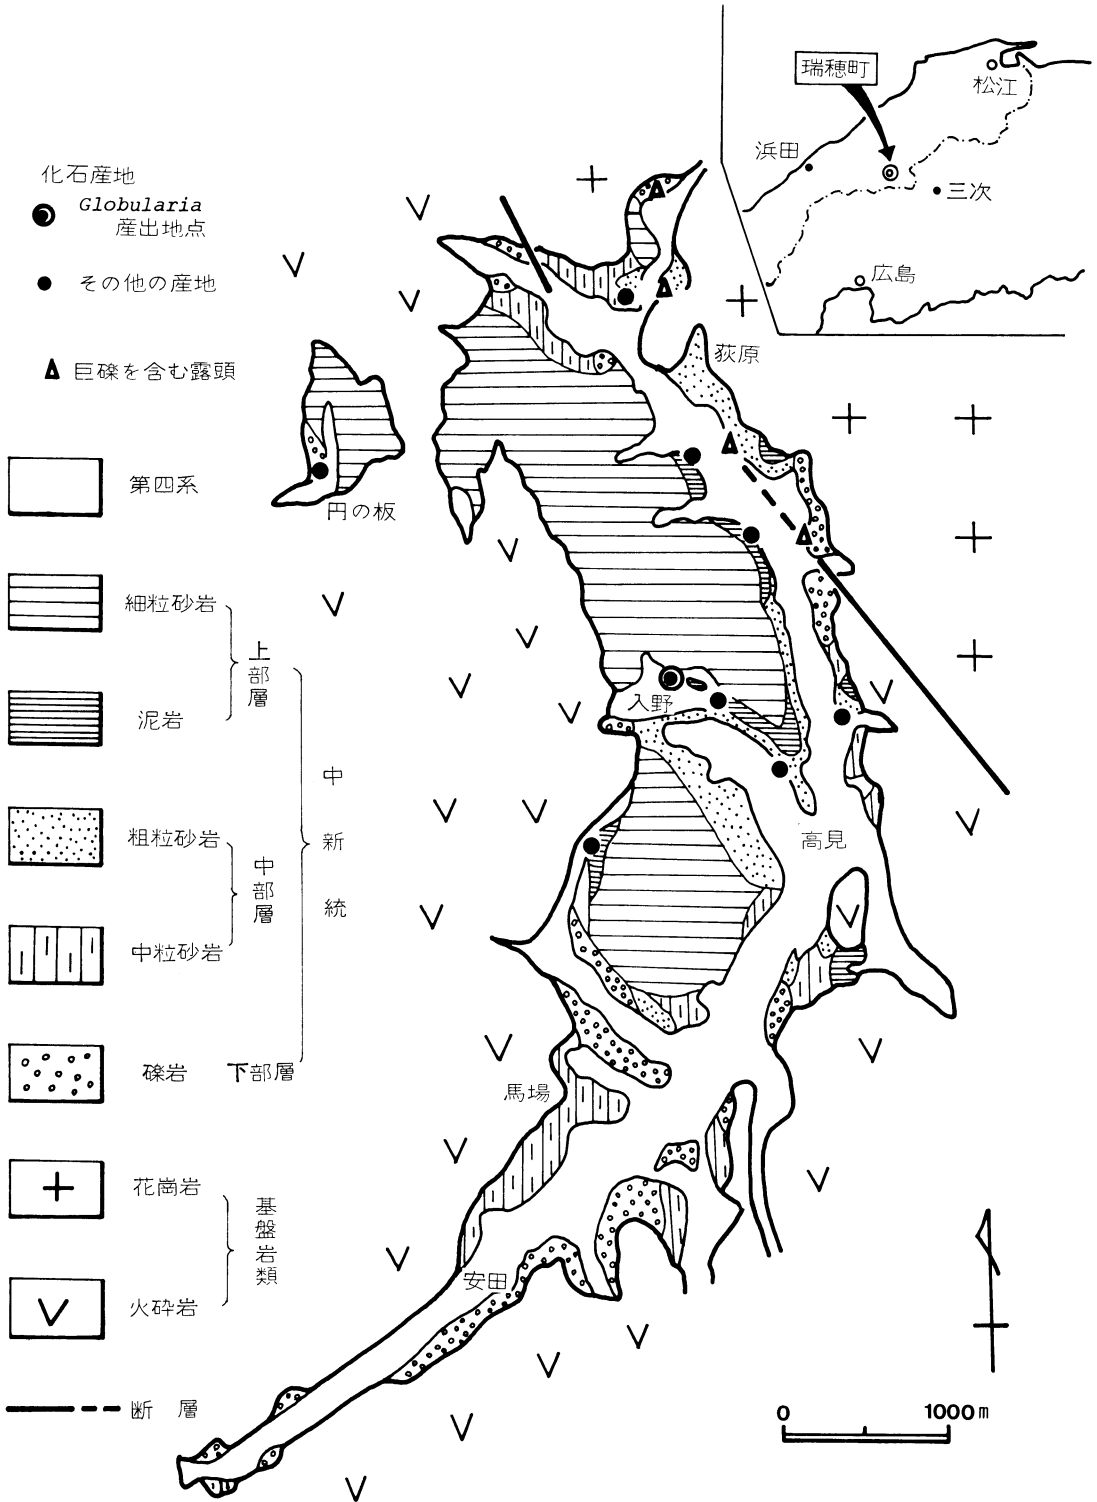 化石産地
Globularia
産出地点
その他の産地
巨礫を含む露頭
第四系
細粒砂岩
泥岩
上部層
粗粒砂岩
中粒砂岩
中部層
礫岩 下部層
中新統
花崗岩
火砕岩
基盤岩類
断層
瑞穂町
松江
浜田
三次
広島
荻原
円の板
入野
高見
馬場
安田
0 1000m